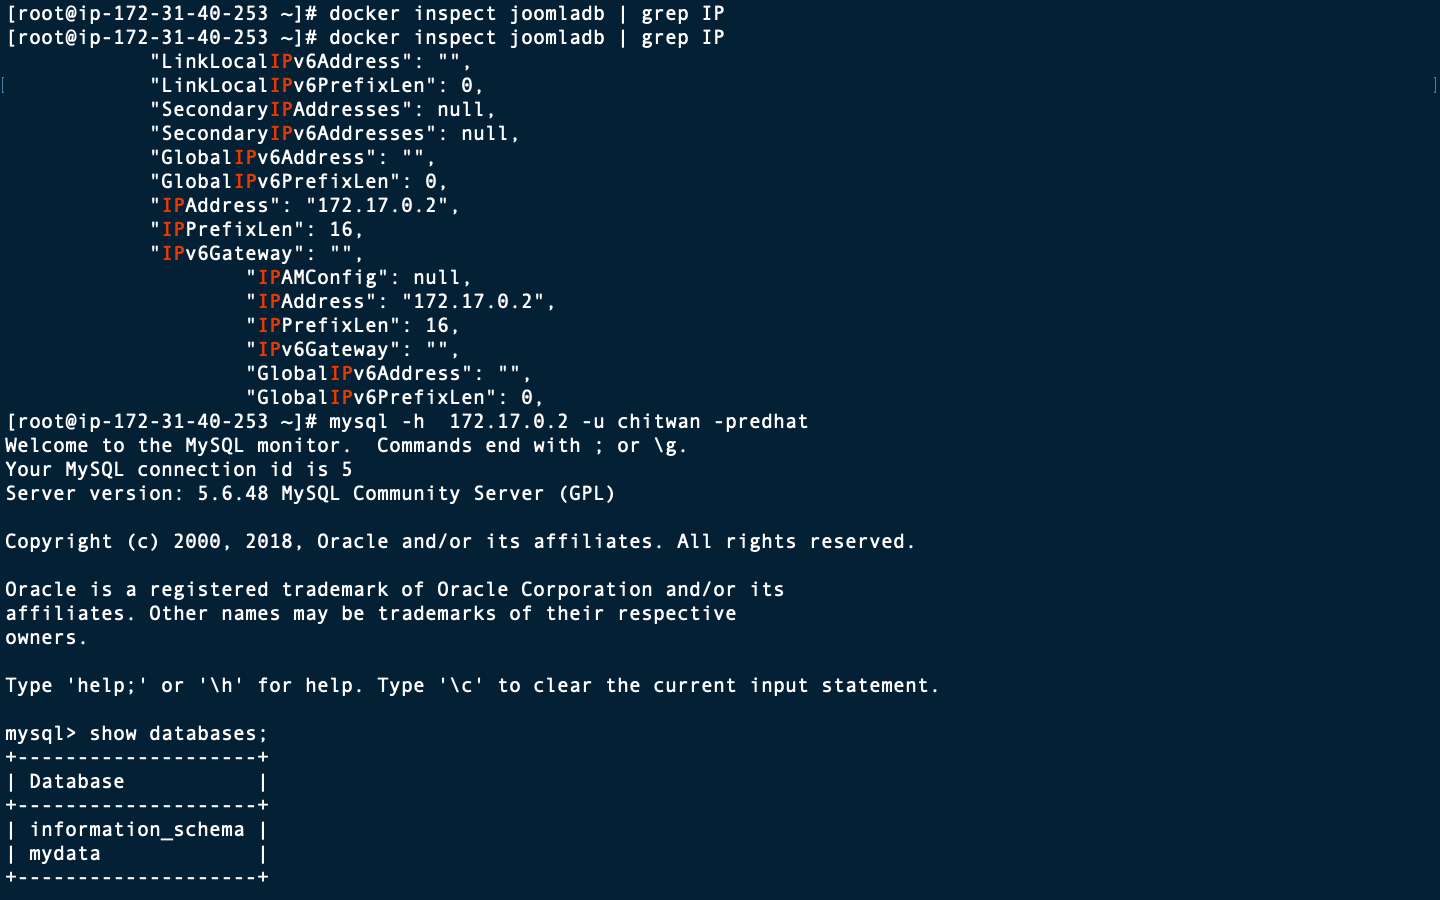 [root@ip-172-31-40-253 ~]# docker inspect joomladb | grep IP
[root@ip-172-31-40-253 ~]# docker inspect joomladb | grep IP
            "LinkLocalIPv6Address": "",
            "LinkLocalIPv6PrefixLen": 0,
            "SecondaryIPAddresses": null,
            "SecondaryIPv6Addresses": null,
            "GlobalIPv6Address": "",
            "GlobalIPv6PrefixLen": 0,
            "IPAddress": "172.17.0.2",
            "IPPrefixLen": 16,
            "IPv6Gateway": "",
                    "IPAMConfig": null,
                    "IPAddress": "172.17.0.2",
                    "IPPrefixLen": 16,
                    "IPv6Gateway": "",
                    "GlobalIPv6Address": "",
                    "GlobalIPv6PrefixLen": 0,
[root@ip-172-31-40-253 ~]# mysql -h  172.17.0.2 -u chitwan -predhat
Welcome to the MySQL monitor.  Commands end with ; or \g.
Your MySQL connection id is 5
Server version: 5.6.48 MySQL Community Server (GPL)

Copyright (c) 2000, 2018, Oracle and/or its affiliates. All rights reserved.

Oracle is a registered trademark of Oracle Corporation and/or its
affiliates. Other names may be trademarks of their respective
owners.

Type 'help;' or '\h' for help. Type '\c' to clear the current input statement.

mysql> show databases;
+--------------------+
| Database           |
+--------------------+
| information_schema |
| mydata             |
+--------------------+